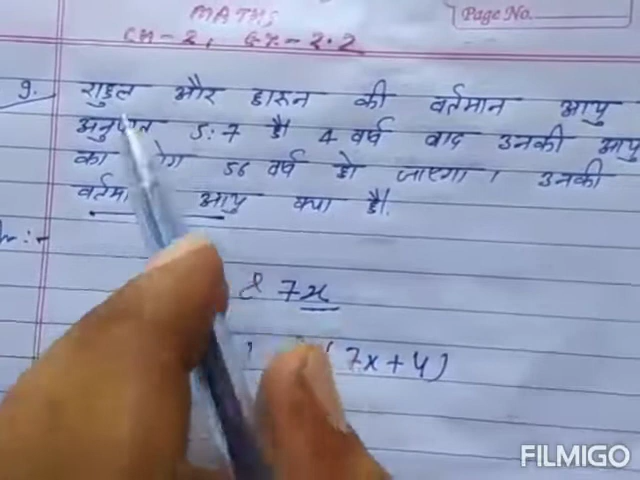 MATHS
Page No.
CH - 2, EX - 2.2
9. राहुल और हारून की वर्तमान आयु
अनुपात 5:7 है। 4 वर्ष बाद उनकी आयु
का योग 56 वर्ष हो जाएगा। उनकी
वर्तमा आयु क्या है।
:-
& 7x
7x + 4)
FILMIGO